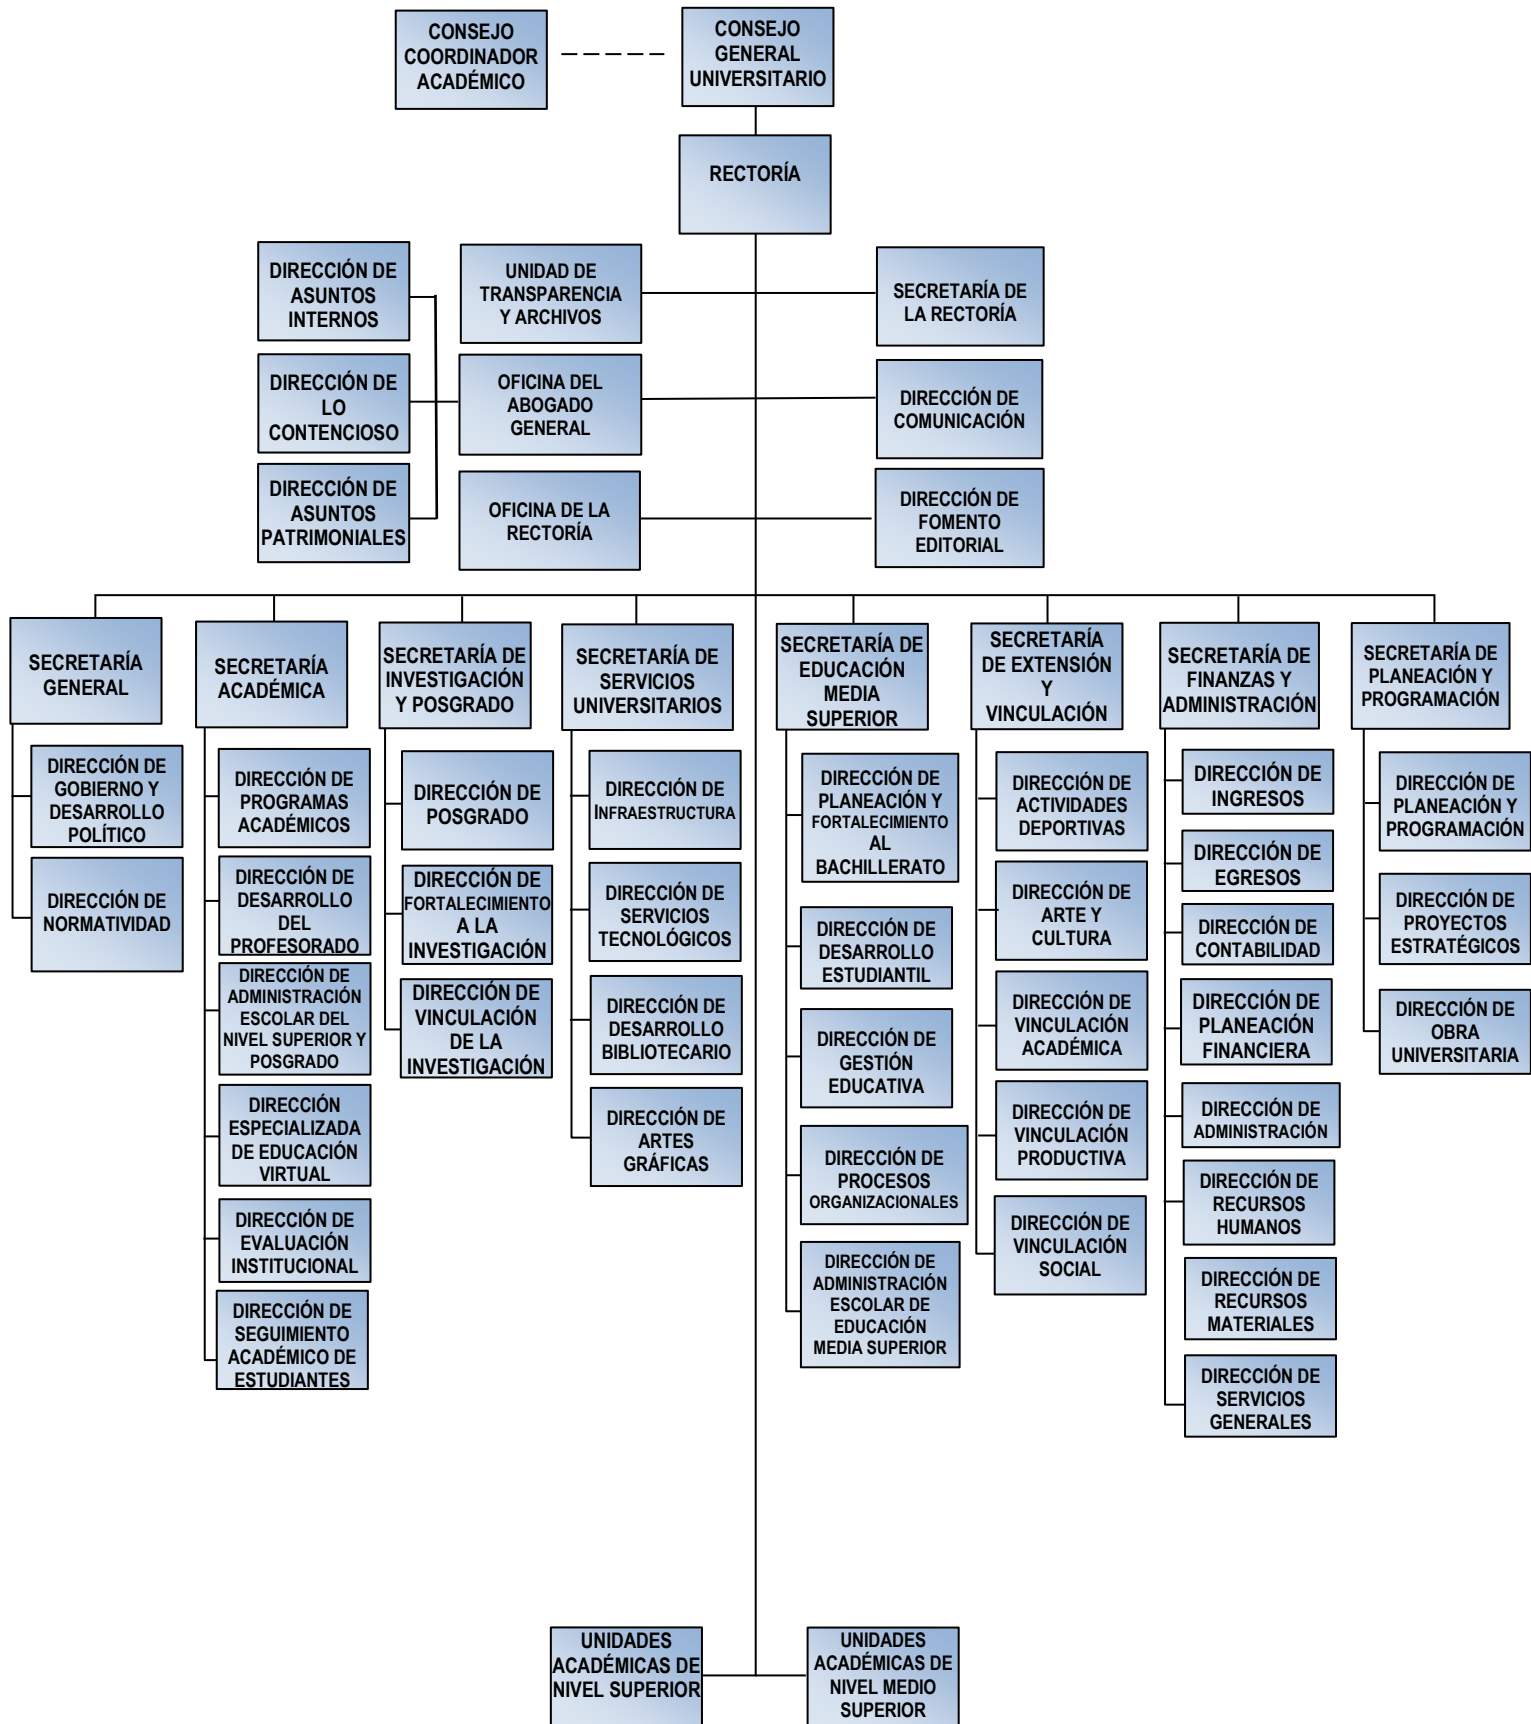 CONSEJO
COORDINADOR
ACADÉMICO
CONSEJO
GENERAL
UNIVERSITARIO
RECTORÍA
DIRECCIÓN DE
ASUNTOS
INTERNOS
UNIDAD DE
TRANSPARENCIA
Y ARCHIVOS
SECRETARÍA DE
LA RECTORÍA
DIRECCIÓN DE
LO
CONTENCIOSO
OFICINA DEL
ABOGADO
GENERAL
DIRECCIÓN DE
COMUNICACIÓN
DIRECCIÓN DE
ASUNTOS
PATRIMONIALES
OFICINA DE LA
RECTORÍA
DIRECCIÓN DE
FOMENTO
EDITORIAL
SECRETARÍA
GENERAL
DIRECCIÓN DE
GOBIERNO Y
DESARROLLO
POLÍTICO
DIRECCIÓN DE
NORMATIVIDAD
SECRETARÍA
ACADÉMICA
DIRECCIÓN DE
PROGRAMAS
ACADÉMICOS
DIRECCIÓN DE
DESARROLLO
DEL
PROFESORADO
DIRECCIÓN DE
ADMINISTRACIÓN
ESCOLAR DEL
NIVEL SUPERIOR Y
POSGRADO
DIRECCIÓN
ESPECIALIZADA
DE EDUCACIÓN
VIRTUAL
DIRECCIÓN DE
EVALUACIÓN
INSTITUCIONAL
DIRECCIÓN DE
SEGUIMIENTO
ACADÉMICO DE
ESTUDIANTES
SECRETARÍA DE
INVESTIGACIÓN
Y POSGRADO
DIRECCIÓN DE
POSGRADO
DIRECCIÓN DE
FORTALECIMIENTO
A LA
INVESTIGACIÓN
DIRECCIÓN DE
VINCULACIÓN
DE LA
INVESTIGACIÓN
SECRETARÍA DE
SERVICIOS
UNIVERSITARIOS
DIRECCIÓN DE
INFRAESTRUCTURA
DIRECCIÓN DE
SERVICIOS
TECNOLÓGICOS
DIRECCIÓN DE
DESARROLLO
BIBLIOTECARIO
DIRECCIÓN DE
ARTES
GRÁFICAS
SECRETARÍA DE
EDUCACIÓN
MEDIA
SUPERIOR
DIRECCIÓN DE
PLANEACIÓN Y
FORTALECIMIENTO
AL
BACHILLERATO
DIRECCIÓN DE
DESARROLLO
ESTUDIANTIL
DIRECCIÓN DE
GESTIÓN
EDUCATIVA
DIRECCIÓN DE
PROCESOS
ORGANIZACIONALES
DIRECCIÓN DE
ADMINISTRACIÓN
ESCOLAR DE
EDUCACIÓN
MEDIA SUPERIOR
SECRETARÍA
DE EXTENSIÓN
Y
VINCULACIÓN
DIRECCIÓN DE
ACTIVIDADES
DEPORTIVAS
DIRECCIÓN DE
ARTE Y
CULTURA
DIRECCIÓN DE
VINCULACIÓN
ACADÉMICA
DIRECCIÓN DE
VINCULACIÓN
PRODUCTIVA
DIRECCIÓN DE
VINCULACIÓN
SOCIAL
SECRETARÍA DE
FINANZAS Y
ADMINISTRACIÓN
DIRECCIÓN DE
INGRESOS
DIRECCIÓN DE
EGRESOS
DIRECCIÓN DE
CONTABILIDAD
DIRECCIÓN DE
PLANEACIÓN
FINANCIERA
DIRECCIÓN DE
ADMINISTRACIÓN
DIRECCIÓN DE
RECURSOS
HUMANOS
DIRECCIÓN DE
RECURSOS
MATERIALES
DIRECCIÓN DE
SERVICIOS
GENERALES
SECRETARÍA DE
PLANEACIÓN Y
PROGRAMACIÓN
DIRECCIÓN DE
PLANEACIÓN Y
PROGRAMACIÓN
DIRECCIÓN DE
PROYECTOS
ESTRATÉGICOS
DIRECCIÓN DE
OBRA
UNIVERSITARIA
UNIDADES
ACADÉMICAS DE
NIVEL SUPERIOR
UNIDADES
ACADÉMICAS DE
NIVEL MEDIO
SUPERIOR